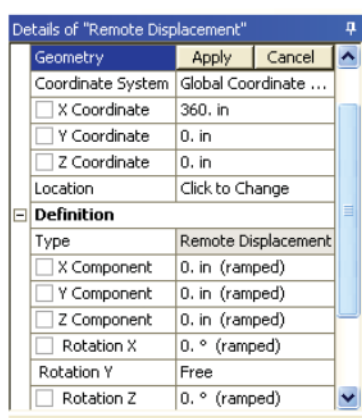 Details of "Remote Displacement"
Geometry Apply Cancel
Coordinate System Global Coordinate ...
X Coordinate 360. in
Y Coordinate 0. in
Z Coordinate 0. in
Location Click to Change
Definition
Type Remote Displacement
X Component 0. in (ramped)
Y Component 0. in (ramped)
Z Component 0. in (ramped)
Rotation X 0. ° (ramped)
Rotation Y Free
Rotation Z 0. ° (ramped)